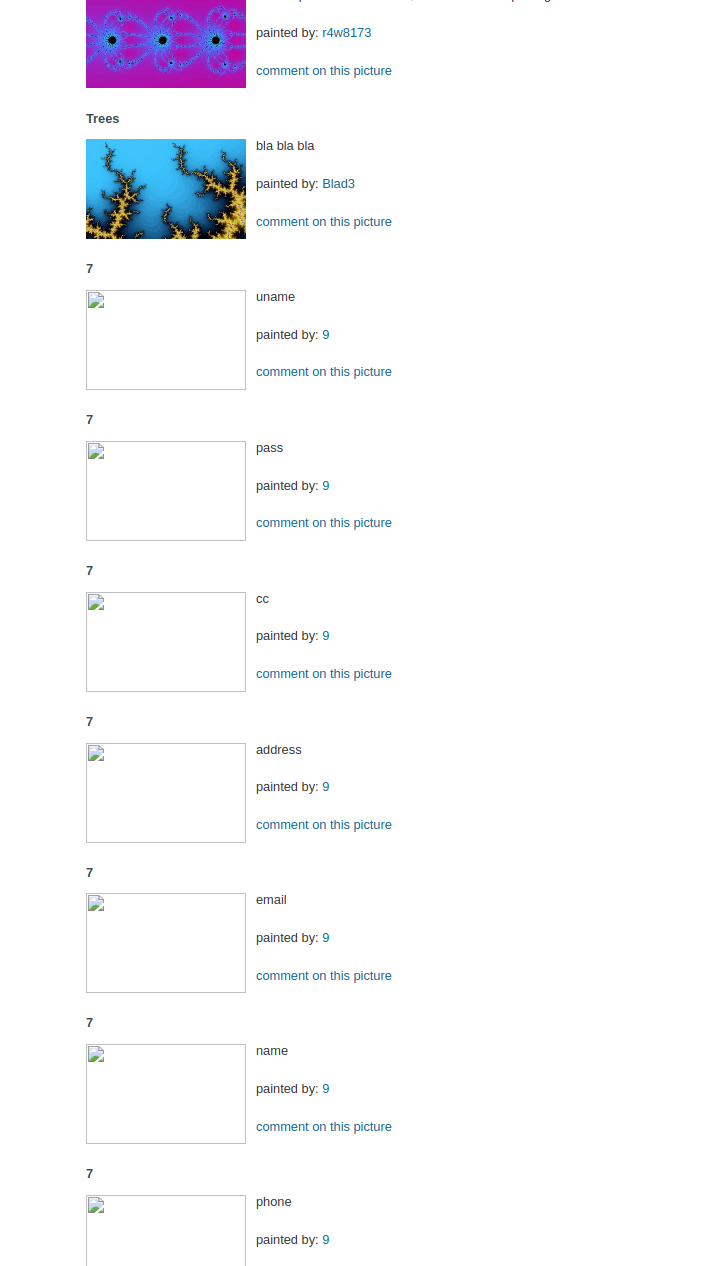 painted by: r4w8173
comment on this picture
Trees
bla bla bla
painted by: Blad3
comment on this picture
7
uname
painted by: 9
comment on this picture
7
pass
painted by: 9
comment on this picture
7
cc
painted by: 9
comment on this picture
7
address
painted by: 9
comment on this picture
7
email
painted by: 9
comment on this picture
7
name
painted by: 9
comment on this picture
7
phone
painted by: 9